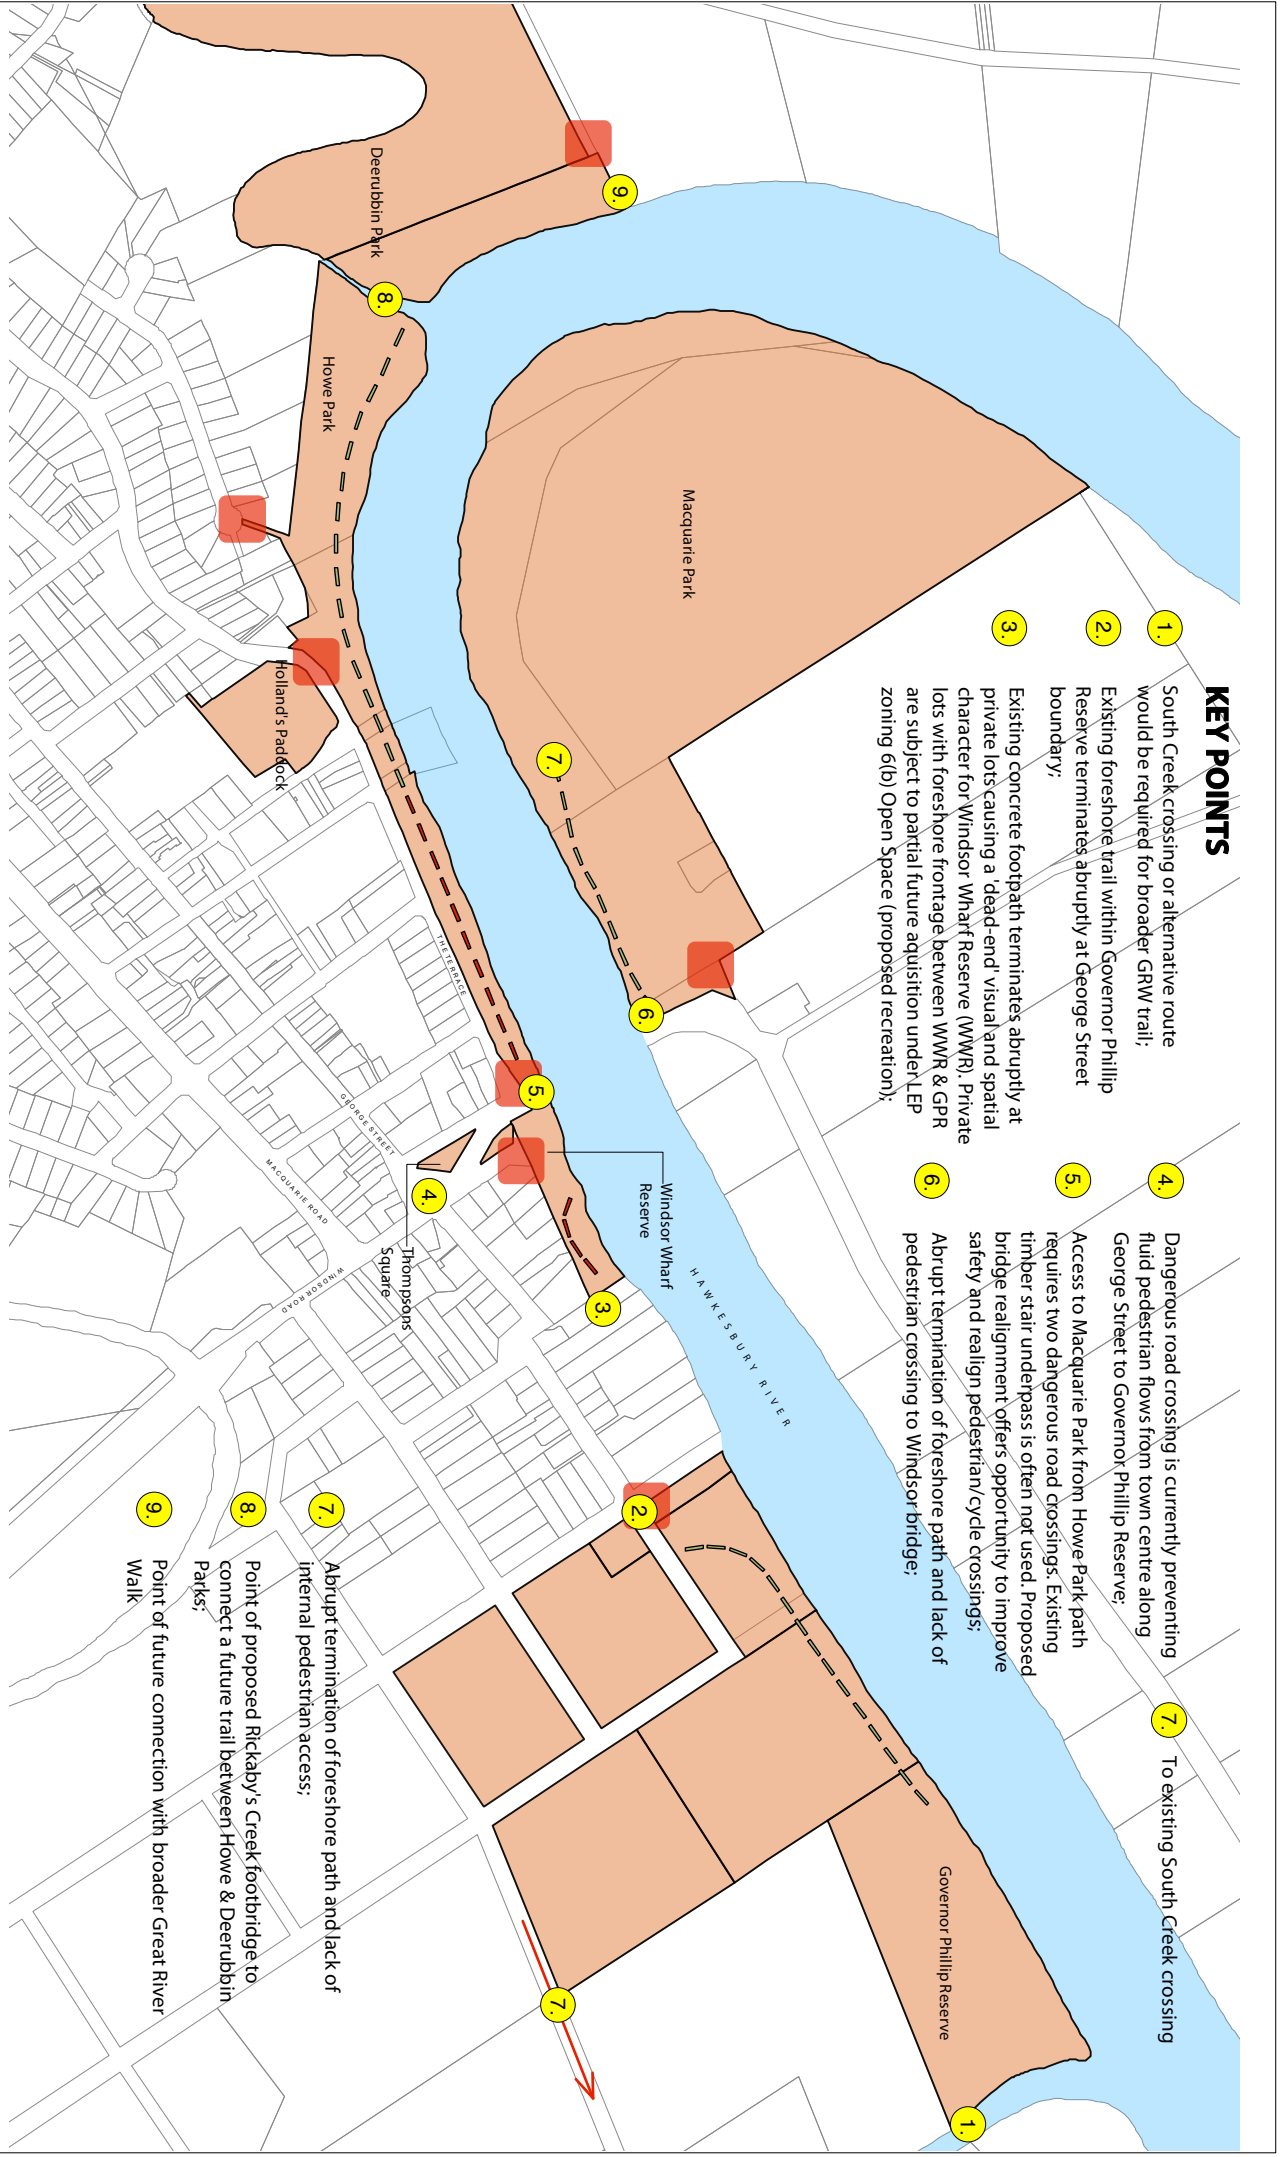 KEY POINTS
1.
South Creek crossing or alternative route
would be required for broader GRW trail;
2.
Existing foreshore trail within Governor Phillip
Reserve terminates abruptly at George Street
boundary;
3.
Existing concrete footpath terminates abruptly at
private lots causing a 'dead-end' visual and spatial
character for Windsor Wharf Reserve (WWR). Private
lots with foreshore frontage between WWR & GPR
are subject to partial future aquisition under LEP
zoning 6(b) Open Space (proposed recreation);
4.
Dangerous road crossing is currently preventing
fluid pedestrian flows from town centre along
George Street to Governor Phillip Reserve;
5.
Access to Macquarie Park from Howe Park path
requires two dangerous road crossings. Existing
timber stair underpass is often not used. Proposed
bridge realignment offers opportunity to improve
safety and realign pedestrian/cycle crossings;
6.
Abrupt termination of foreshore path and lack of
pedestrian crossing to Windsor bridge;
7.
To existing South Creek crossing
7.
Abrupt termination of foreshore path and lack of
internal pedestrian access;
8.
Point of proposed Rickaby's Creek footbridge to
connect a future trail between Howe & Deerubbin
Parks;
9.
Point of future connection with broader Great River
Walk
Deerubbin Park
9.
8.
Howe Park
Macquarie Park
Holland's Paddock
7.
6.
THE TERRACE
5.
GEORGE STREET
MACQUARIE ROAD
WINDSOR ROAD
4.
Thompsons
Square
Windsor Wharf
Reserve
3.
HAWKESBURY RIVER
2.
Governor Phillip Reserve
7.
1.